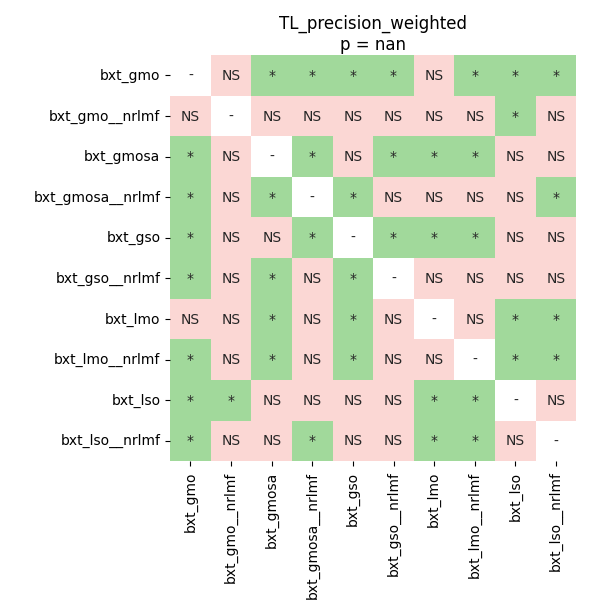 TL_precision_weighted
p = nan
bxt_gmo - NS * * * * NS * * *
bxt_gmo__nrlmf NS - NS NS NS NS NS NS * NS
bxt_gmosa * NS - * NS * * * NS NS
bxt_gmosa__nrlmf * NS * - * NS NS NS NS *
bxt_gso * NS NS * - * * * NS NS
bxt_gso__nrlmf * NS * NS * - NS NS NS NS
bxt_lmo NS NS * NS * NS - NS * *
bxt_lmo__nrlmf * NS * NS * NS NS - * *
bxt_lso * * NS NS NS NS * * - NS
bxt_lso__nrlmf * NS NS * NS NS * * NS -
bxt_gmo
bxt_gmo__nrlmf
bxt_gmosa
bxt_gmosa__nrlmf
bxt_gso
bxt_gso__nrlmf
bxt_lmo
bxt_lmo__nrlmf
bxt_lso
bxt_lso__nrlmf